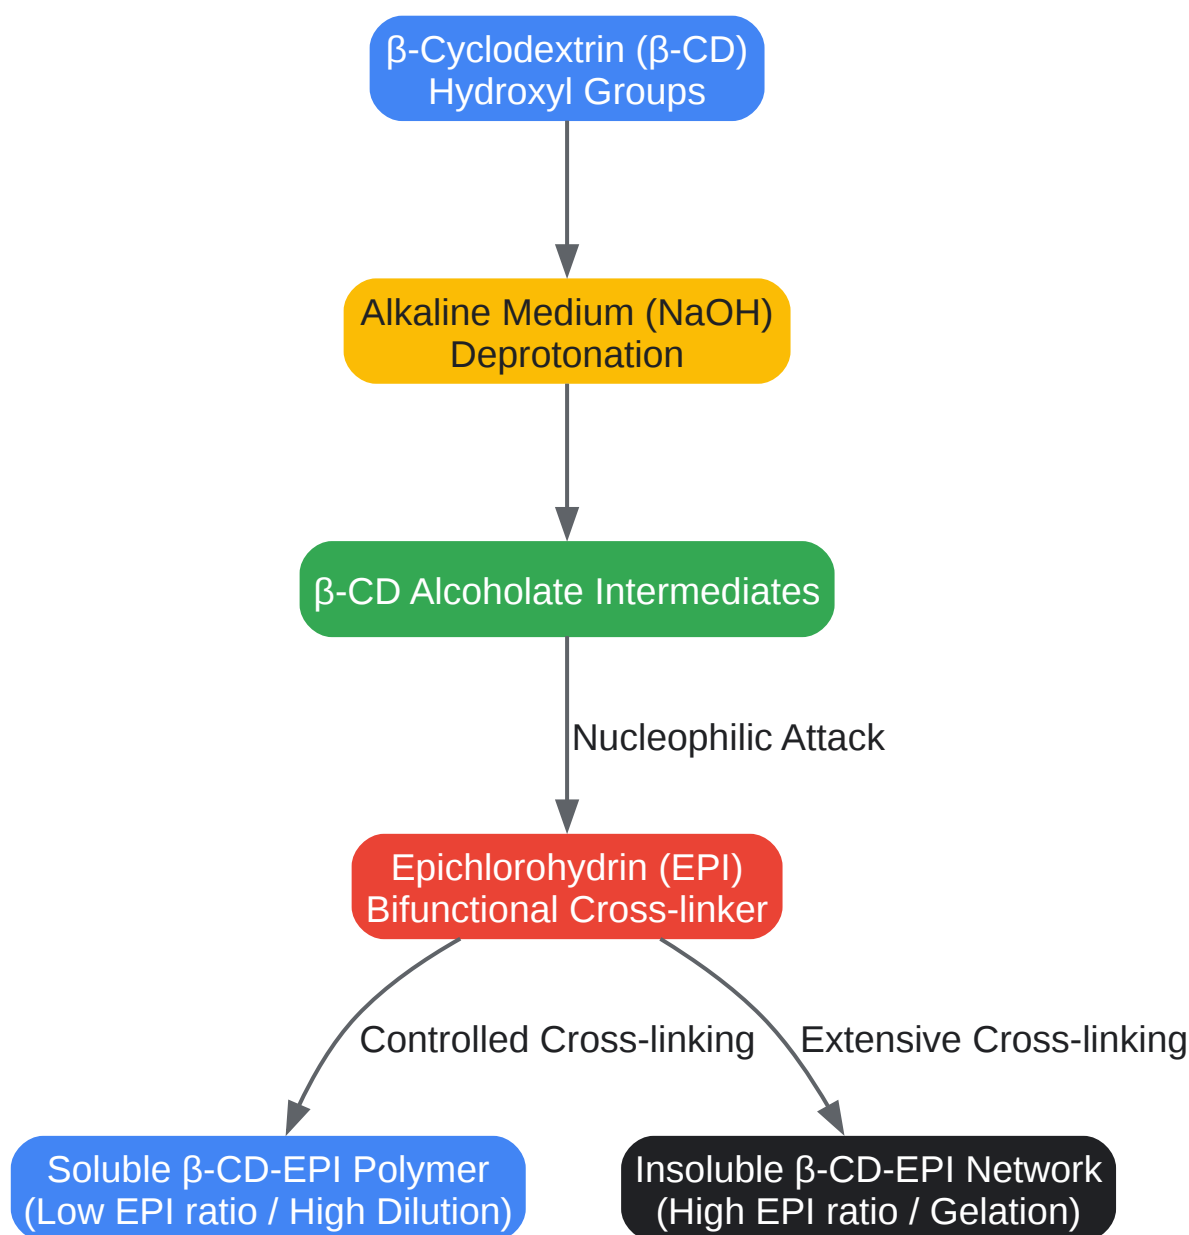 β-Cyclodextrin (β-CD)
Hydroxyl Groups
Alkaline Medium (NaOH)
Deprotonation
β-CD Alcoholate Intermediates
Nucleophilic Attack
Epichlorohydrin (EPI)
Bifunctional Cross-linker
Controlled Cross-linking
Extensive Cross-linking
Soluble β-CD-EPI Polymer
(Low EPI ratio / High Dilution)
Insoluble β-CD-EPI Network
(High EPI ratio / Gelation)